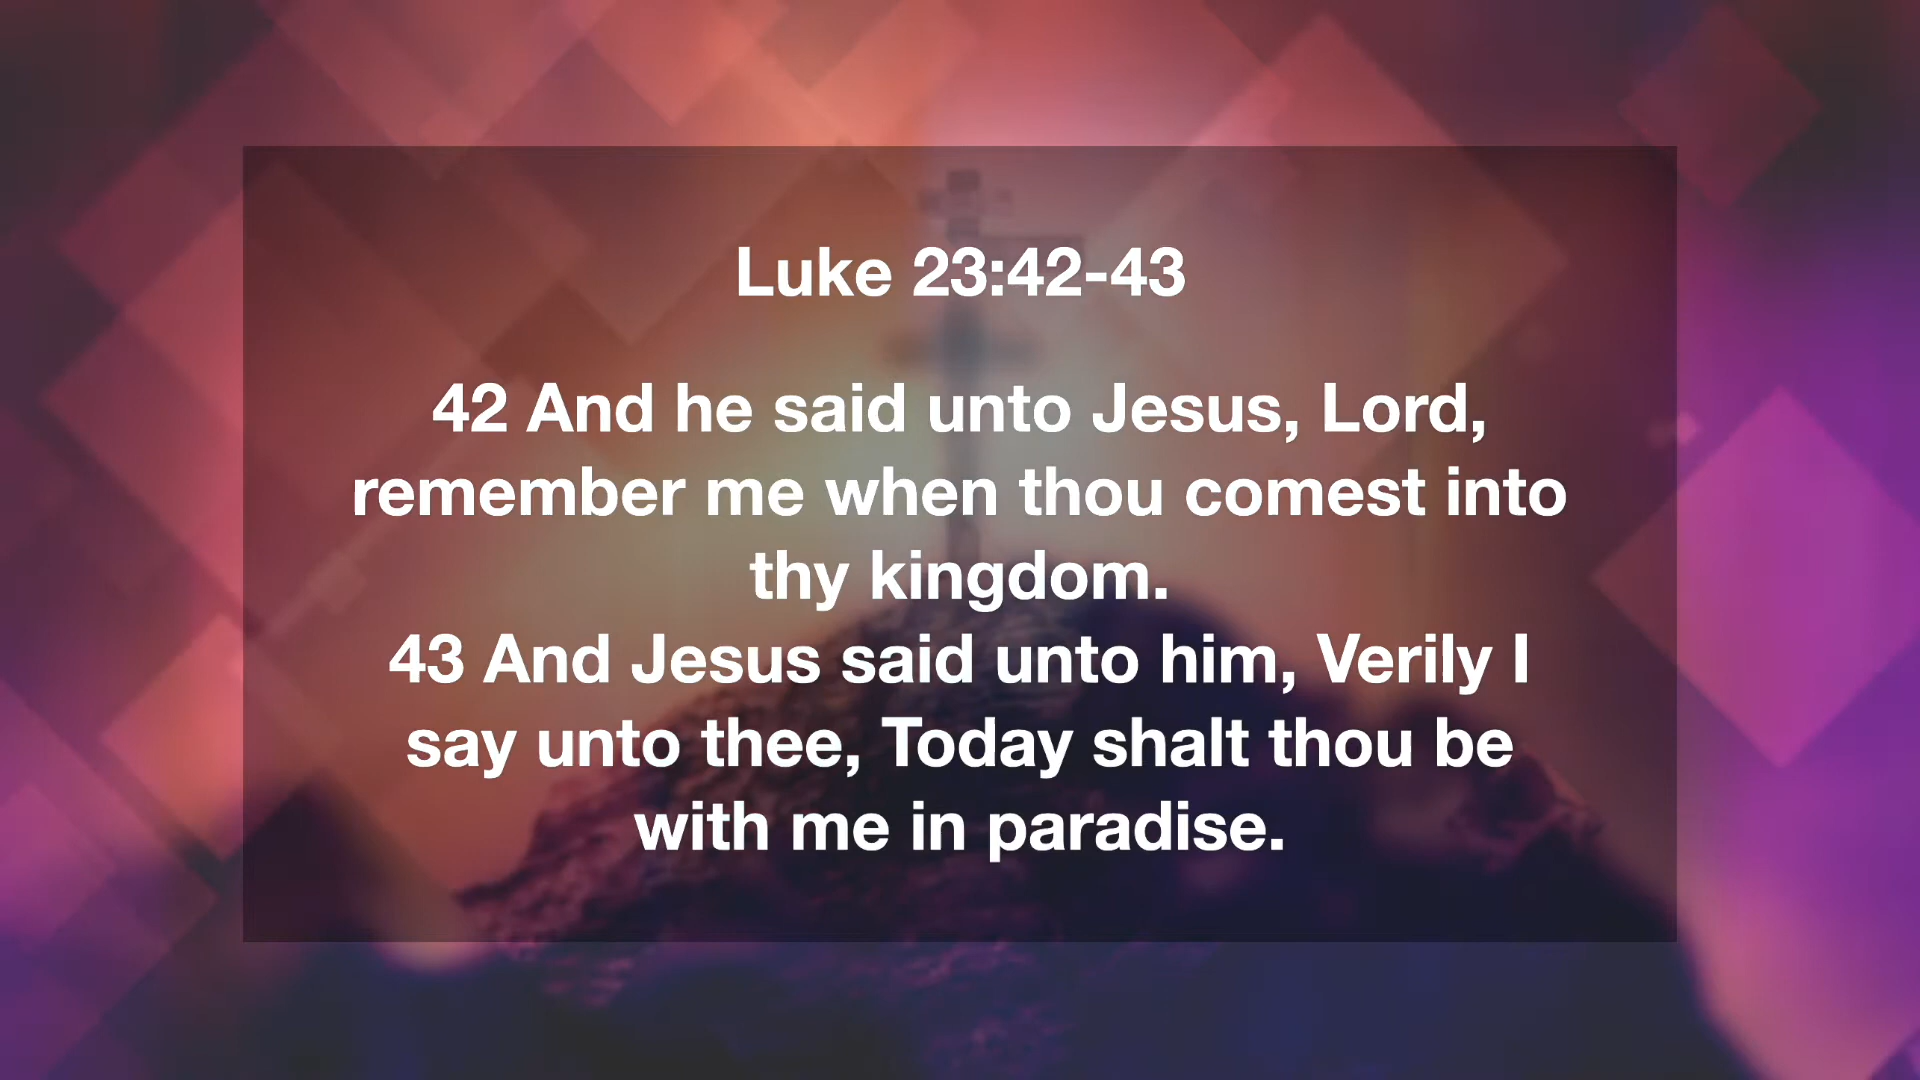 Luke 23:42-43
42 And he said unto Jesus, Lord,
remember me when thou comest into
thy kingdom.
43 And Jesus said unto him, Verily I
say unto thee, Today shalt thou be
with me in paradise.